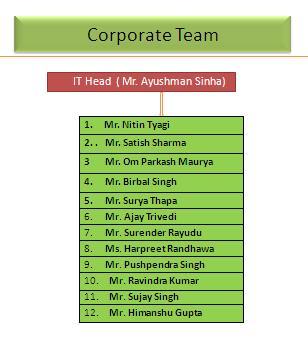 Corporate Team
IT Head ( Mr. Ayushman Sinha)
1. Mr. Nitin Tyagi
2. . Mr. Satish Sharma
3 Mr. Om Parkash Maurya
4. Mr. Birbal Singh
5. Mr. Surya Thapa
6. Mr. Ajay Trivedi
7. Mr. Surender Rayudu
8. Ms. Harpreet Randhawa
9. Mr. Pushpendra Singh
10. Mr. Ravindra Kumar
11. Mr. Sujay Singh
12. Mr. Himanshu Gupta